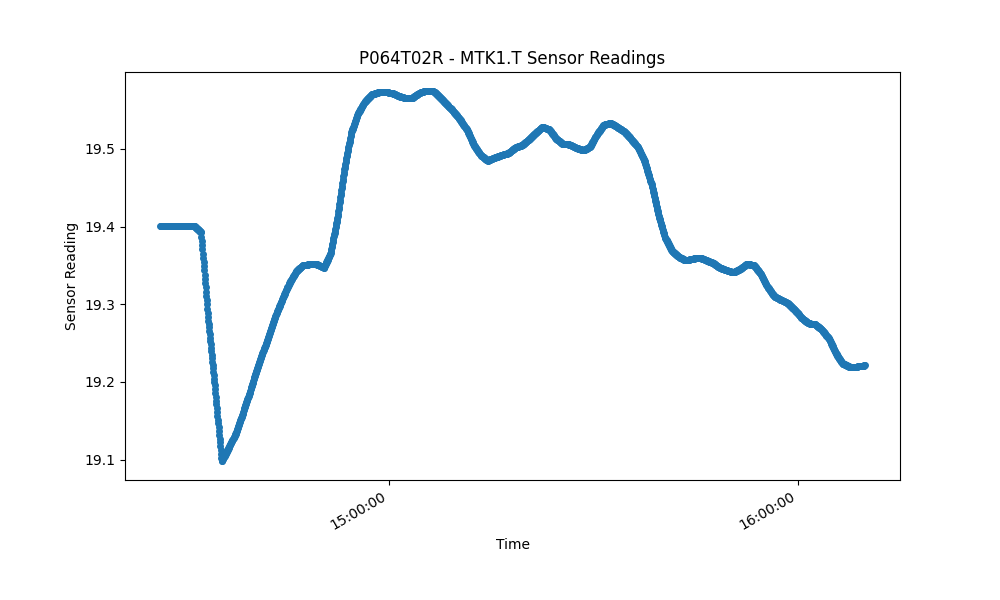 P064T02R - MTK1.T Sensor Readings
Sensor Reading
19.5
19.4
19.3
19.2
19.1
15:00:00
16:00:00
Time